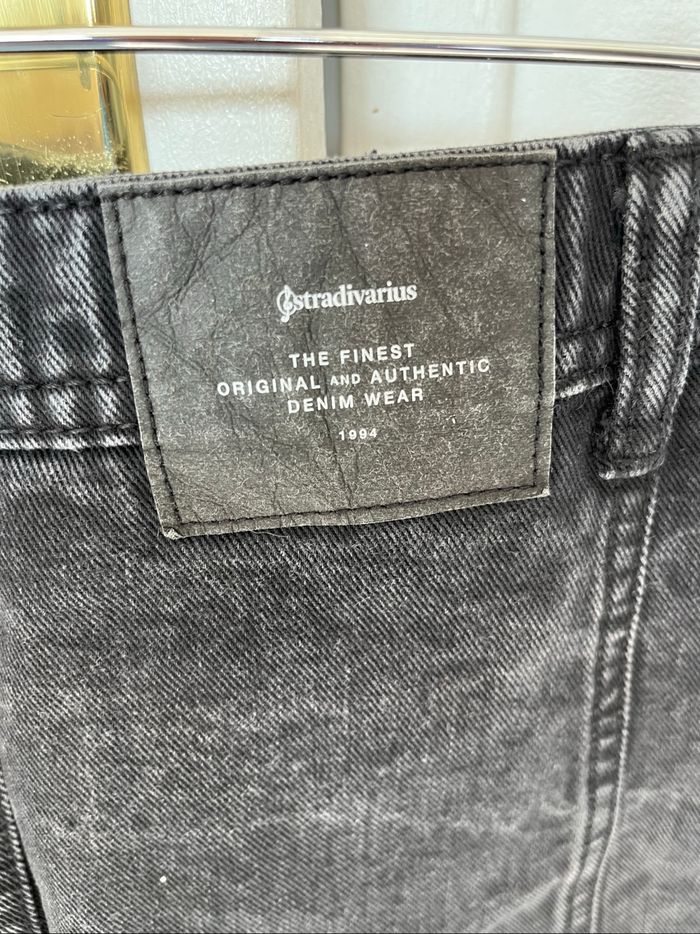 stradivarius
THE FINEST
ORIGINAL AND AUTHENTIC
DENIM WEAR
1994